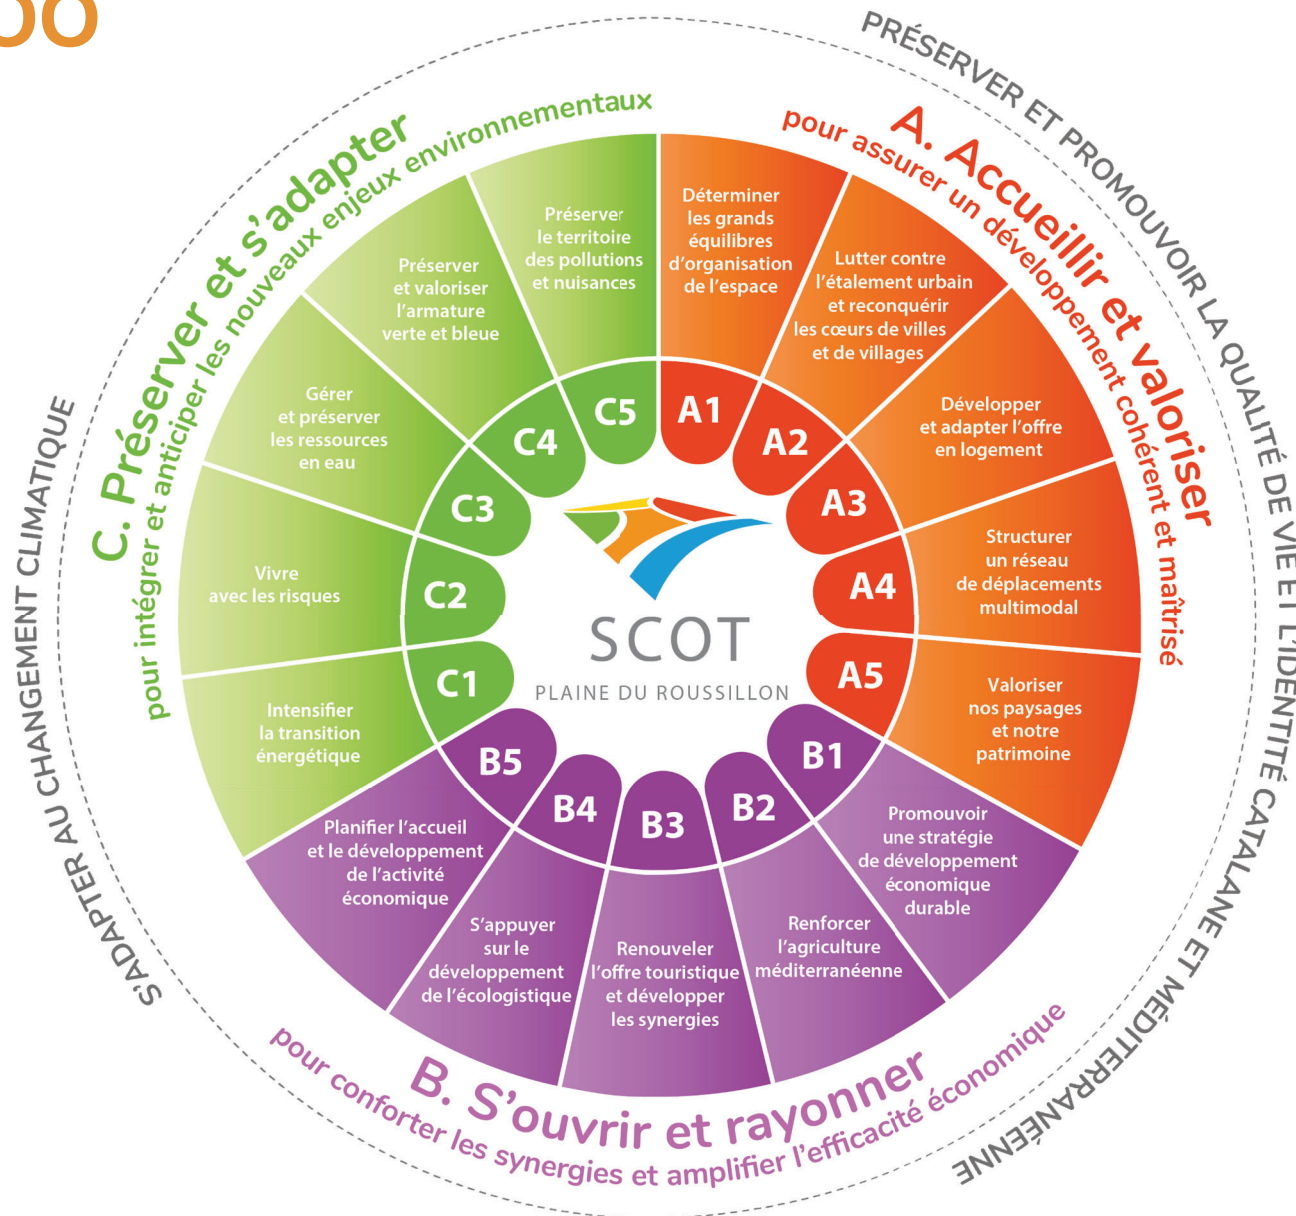 OO
PRÉSERVER ET PROMOUVOIR LA QUALITÉ DE VIE ET L'IDENTITÉ CATALANE ET MÉDITERRANÉENNE
S'ADAPTER AU CHANGEMENT CLIMATIQUE
A. Accueillir et valoriser
pour assurer un développement cohérent et maîtrisé
A1
Déterminer
les grands
équilibres
d'organisation
de l'espace
A2
Lutter contre
l'étalement urbain
et reconquérir
les cœurs de villes
et de villages
A3
Développer
et adapter l'offre
en logement
A4
Structurer
un réseau
de déplacements
multimodal
A5
Valoriser
nos paysages
et notre
patrimoine
B. S'ouvrir et rayonner
pour conforter les synergies et amplifier l'efficacité économique
B1
Promouvoir
une stratégie
de développement
économique
durable
B2
Renforcer
l'agriculture
méditerranéenne
B3
Renouveler
l'offre touristique
et développer
les synergies
B4
S'appuyer
sur le
développement
de l'écologistique
B5
Planifier l'accueil
et le développement
de l'activité
économique
C. Préserver et s'adapter
pour intégrer et anticiper les nouveaux enjeux environnementaux
C1
Intensifier
la transition
énergétique
C2
Vivre
avec les risques
C3
Gérer
et préserver
les ressources
en eau
C4
Préserver
et valoriser
l'armature
verte et bleue
C5
Préserver
le territoire
des pollutions
et nuisances
SCOT
PLAINE DU ROUSSILLON